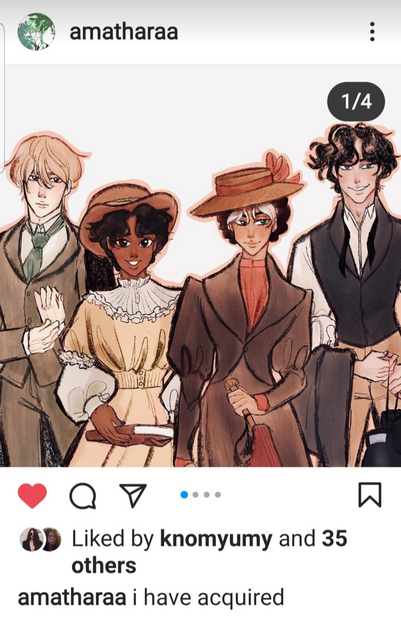 amatharaa
1/4
Liked by knomyumy and 35
others
amatharaa i have acquired